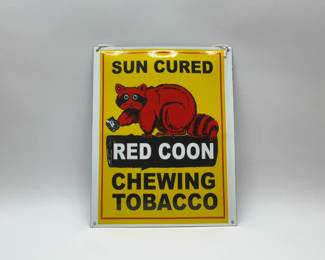 SUN CURED
RED COON
CHEWING
TOBACCO